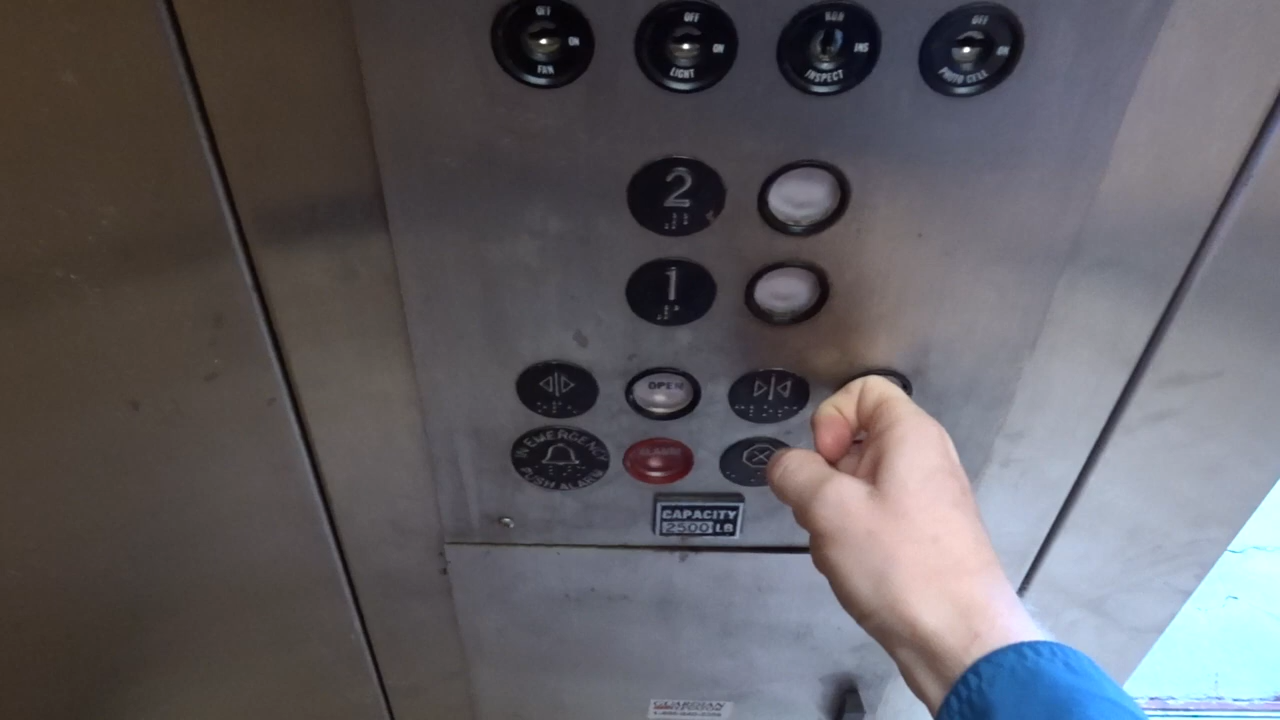 OFF
ON
FAN
OFF
ON
LIGHT
RUN
INS
INSPECT
OFF
ON
PHOTO CELL
2
1
OPEN
IN EMERGENCY
PUSH ALARM
ALARM
CAPACITY
2500 LB